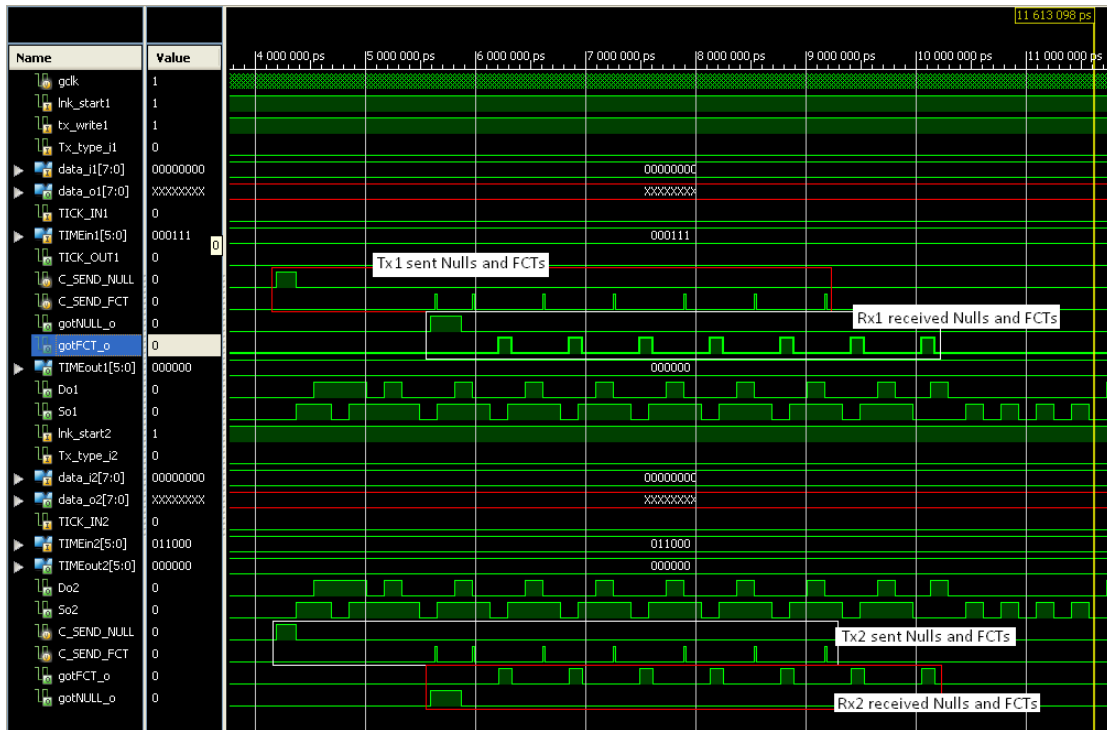 11 613 098 ps
Name Value
4 000 000 ps 5 000 000 ps 6 000 000 ps 7 000 000 ps 8 000 000 ps 9 000 000 ps 10 000 000 ps 11 000 000 ps
gclk 1
lnk_start1 1
tx_write1 1
Tx_type_i1 0
data_i1[7:0] 00000000 00000000
data_o1[7:0] XXXXXXXX XXXXXXXX
TICK_IN1 0
TIMEin1[5:0] 000111 000111
0
TICK_OUT1 0
Tx1 sent Nulls and FCTs
C_SEND_NULL 0
C_SEND_FCT 0
Rx1 received Nulls and FCTs
gotNULL_o 0
gotFCT_o 0
TIMEout1[5:0] 000000 000000
Do1 0
So1 0
lnk_start2 1
Tx_type_i2 0
data_i2[7:0] 00000000 00000000
data_o2[7:0] XXXXXXXX XXXXXXXX
TICK_IN2 0
TIMEin2[5:0] 011000 011000
TIMEout2[5:0] 000000 000000
Do2 0
So2 0
C_SEND_NULL 0
Tx2 sent Nulls and FCTs
C_SEND_FCT 0
gotFCT_o 0
gotNULL_o 0
Rx2 received Nulls and FCTs